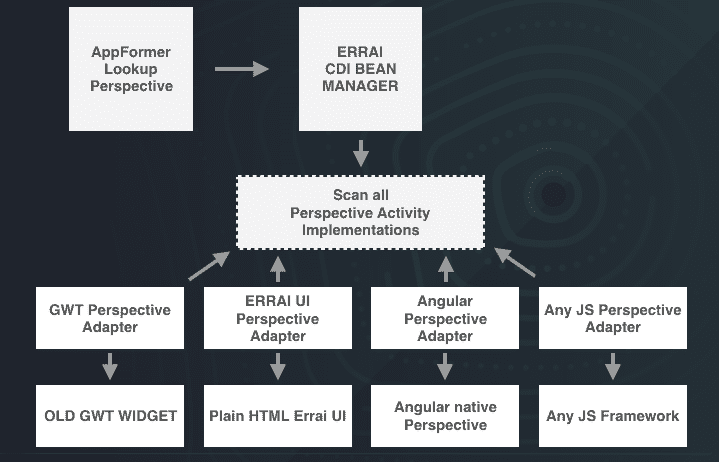 AppFormer
Lookup
Perspective
ERRAI
CDI BEAN
MANAGER
Scan all
Perspective Activity
Implementations
GWT Perspective
Adapter
ERRAI UI
Perspective
Adapter
Angular
Perspective
Adapter
Any JS Perspective
Adapter
OLD GWT WIDGET
Plain HTML Errai UI
Angular native
Perspective
Any JS Framework